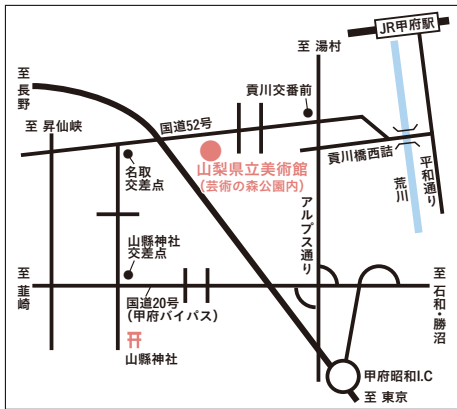 JR甲府駅
至 湯村
至 長野
貢川交番前
国道52号
至 昇仙峡
名取
交差点
山梨県立美術館
(芸術の森公園内)
貢川橋西詰
荒川
平和通り
アルプス通り
山縣神社
交差点
至 韮崎
国道20号
(甲府バイパス)
至 石和・勝沼
山縣神社
甲府昭和I.C
至 東京